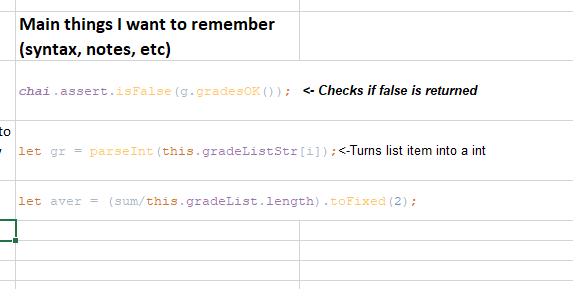 Main things I want to remember
(syntax, notes, etc)
chai.assert.isFalse(g.gradesOK()); <- Checks if false is returned
to
let gr = parseInt(this.gradeListStr[i]);<-Turns list item into a int
let aver = (sum/this.gradeList.length).toFixed(2);